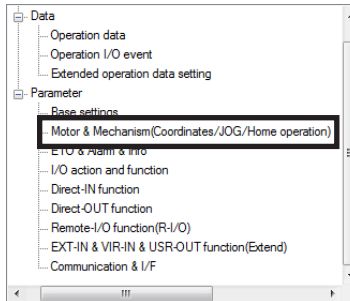 Data
Operation data
Operation I/O event
Extended operation data setting
Parameter
Base settings
Motor & Mechanism(Coordinates/JOG/Home operation)
ETO & Alarm & Info
I/O action and function
Direct-IN function
Direct-OUT function
Remote-I/O function(R-I/O)
EXT-IN & VIR-IN & USR-OUT function(Extend)
Communication & I/F